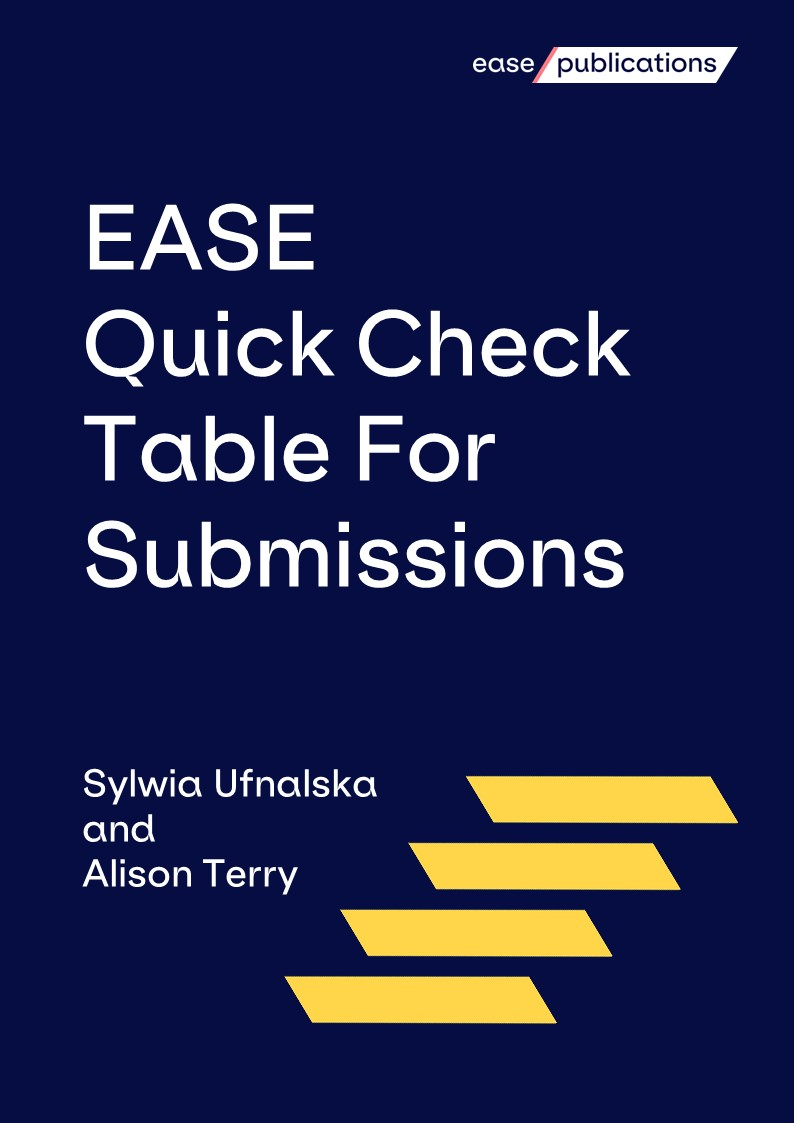 ease publications
EASE
Quick Check
Table For
Submissions
Sylwia Ufnalska
and
Alison Terry